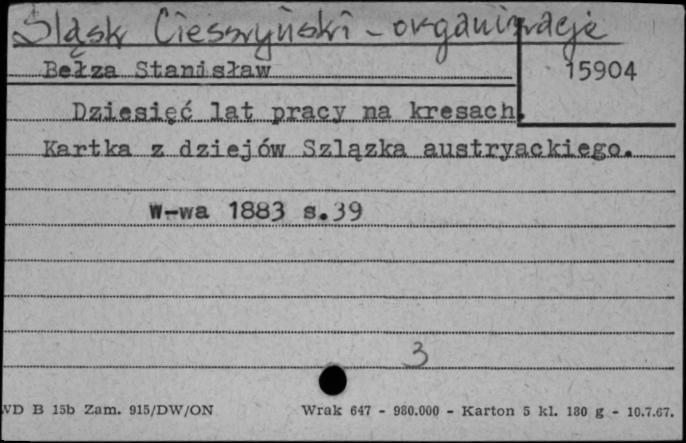 Śląsk Cieszyński - organizacje
Bełza Stanisław
15904
Dziesięć lat pracy na kresach.
Kartka z dziejów Szlązka austryackiego.
W-wa 1883 s.39
3
WD B 15b Zam. 915/DW/ON Wrak 647 - 980.000 - Karton 5 kl. 180 g - 10.7.67.